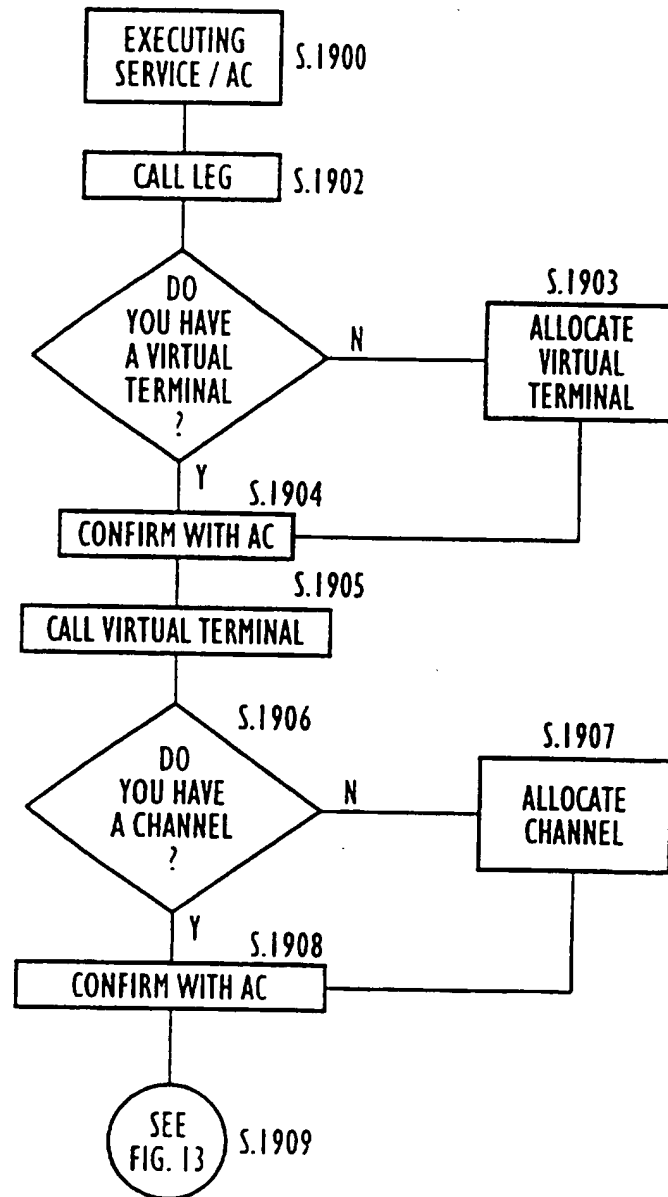 EXECUTING
SERVICE / AC
S.1900
CALL LEG
S.1902
DO
YOU HAVE
A VIRTUAL
TERMINAL
?
N
S.1903
ALLOCATE
VIRTUAL
TERMINAL
Y
S.1904
CONFIRM WITH AC
S.1905
CALL VIRTUAL TERMINAL
S.1906
DO
YOU HAVE
A CHANNEL
?
N
S.1907
ALLOCATE
CHANNEL
Y
S.1908
CONFIRM WITH AC
SEE
FIG. 13
S.1909